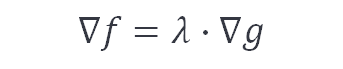 ∇f = λ · ∇g